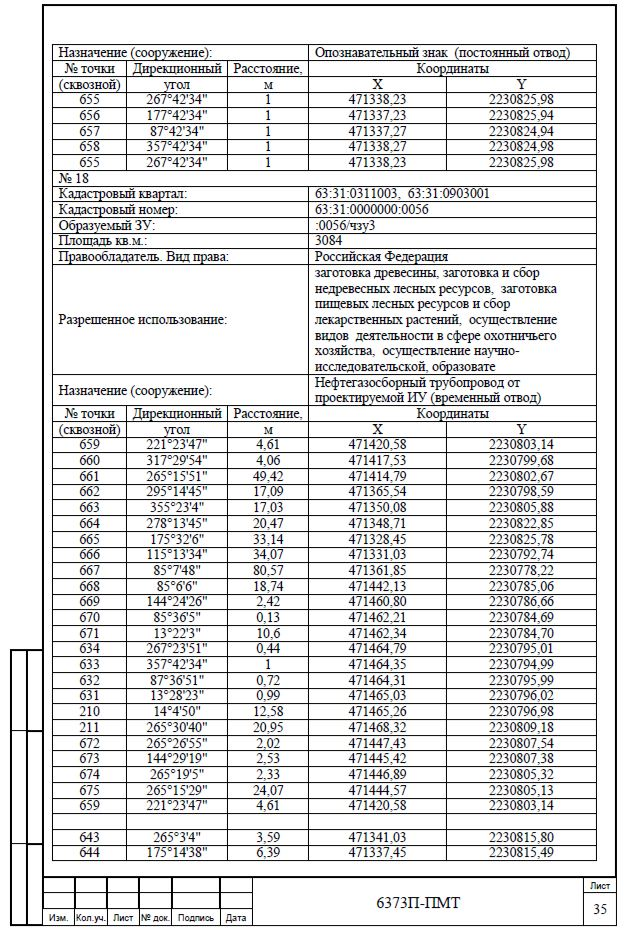 Назначение (сооружение): Опознавательный знак (постоянный отвод)
№ точки Дирекционный Расстояние, Координаты
(сквозной) угол м X Y
655 267°42'34" 1 471338,23 2230825,98
656 177°42'34" 1 471337,23 2230825,94
657 87°42'34" 1 471337,27 2230824,94
658 357°42'34" 1 471338,27 2230824,98
655 267°42'34" 1 471338,23 2230825,98
№ 18
Кадастровый квартал: 63:31:0311003, 63:31:0903001
Кадастровый номер: 63:31:0000000:0056
Образуемый ЗУ: :0056/чзу3
Площадь кв.м.: 3084
Правообладатель. Вид права: Российская Федерация
Разрешенное использование: заготовка древесины, заготовка и сбор
недревесных лесных ресурсов, заготовка
пищевых лесных ресурсов и сбор
лекарственных растений, осуществление
видов деятельности в сфере охотничьего
хозяйства, осуществление научно-
исследовательской, образовате
Назначение (сооружение): Нефтегазосборный трубопровод от
проектируемой ИУ (временный отвод)
№ точки Дирекционный Расстояние, Координаты
(сквозной) угол м X Y
659 221°23'47" 4,61 471420,58 2230803,14
660 317°29'54" 4,06 471417,53 2230799,68
661 265°15'51" 49,42 471414,79 2230802,67
662 295°14'45" 17,09 471365,54 2230798,59
663 355°23'4" 17,03 471350,08 2230805,88
664 278°13'45" 20,47 471348,71 2230822,85
665 175°32'6" 33,14 471328,45 2230825,78
666 115°13'34" 34,07 471331,03 2230792,74
667 85°7'48" 80,57 471361,85 2230778,22
668 85°6'6" 18,74 471442,13 2230785,06
669 144°24'26" 2,42 471460,80 2230786,66
670 85°36'5" 0,13 471462,21 2230784,69
671 13°22'3" 10,6 471462,34 2230784,70
634 267°23'51" 0,44 471464,79 2230795,01
633 357°42'34" 1 471464,35 2230794,99
632 87°36'51" 0,72 471464,31 2230795,99
631 13°28'23" 0,99 471465,03 2230796,02
210 14°4'50" 12,58 471465,26 2230796,98
211 265°30'40" 20,95 471468,32 2230809,18
672 265°26'55" 2,02 471447,43 2230807,54
673 144°29'19" 2,53 471445,42 2230807,38
674 265°19'5" 2,33 471446,89 2230805,32
675 265°15'29" 24,07 471444,57 2230805,13
659 221°23'47" 4,61 471420,58 2230803,14
643 265°3'4" 3,59 471341,03 2230815,80
644 175°14'38" 6,39 471337,45 2230815,49
6373П-ПМТ
Лист
35
Изм. Кол.уч. Лист № док. Подпись Дата